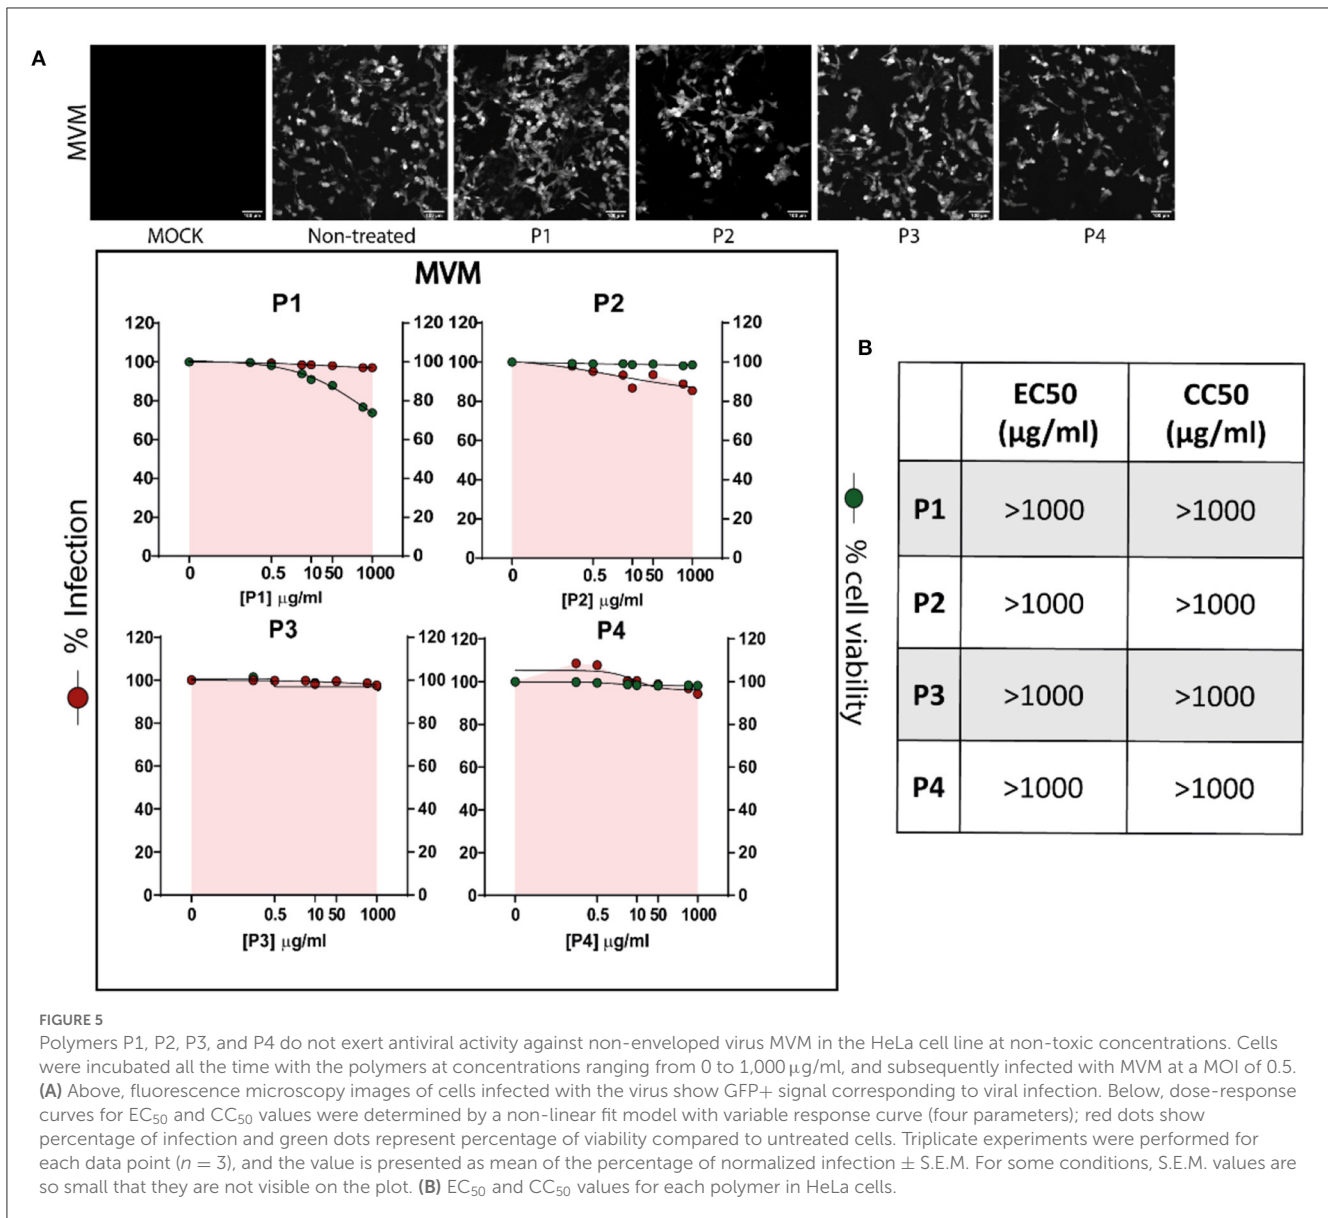 A
MVM
100 µm
100 µm
100 µm
100 µm
100 µm
100 µm
MOCK
Non-treated
P1
P2
P3
P4
MVM
P1
120
100
80
60
40
20
0
120
100
80
60
40
20
0
0 0.5 10 50 1000
[P1] µg/ml
P2
120
100
80
60
40
20
0
120
100
80
60
40
20
0
0 0.5 10 50 1000
[P2] µg/ml
P3
120
100
80
60
40
20
0
120
100
80
60
40
20
0
0 0.5 10 50 1000
[P3] µg/ml
P4
120
100
80
60
40
20
0
120
100
80
60
40
20
0
0 0.5 10 50 1000
[P4] µg/ml
% Infection
% cell viability
B
EC50 (µg/ml) CC50 (µg/ml)
P1 >1000 >1000
P2 >1000 >1000
P3 >1000 >1000
P4 >1000 >1000
FIGURE 5
Polymers P1, P2, P3, and P4 do not exert antiviral activity against non-enveloped virus MVM in the HeLa cell line at non-toxic concentrations. Cells
were incubated all the time with the polymers at concentrations ranging from 0 to 1,000 µg/ml, and subsequently infected with MVM at a MOI of 0.5.
(A) Above, fluorescence microscopy images of cells infected with the virus show GFP+ signal corresponding to viral infection. Below, dose-response
curves for EC50 and CC50 values were determined by a non-linear fit model with variable response curve (four parameters); red dots show
percentage of infection and green dots represent percentage of viability compared to untreated cells. Triplicate experiments were performed for
each data point (n = 3), and the value is presented as mean of the percentage of normalized infection ± S.E.M. For some conditions, S.E.M. values are
so small that they are not visible on the plot. (B) EC50 and CC50 values for each polymer in HeLa cells.